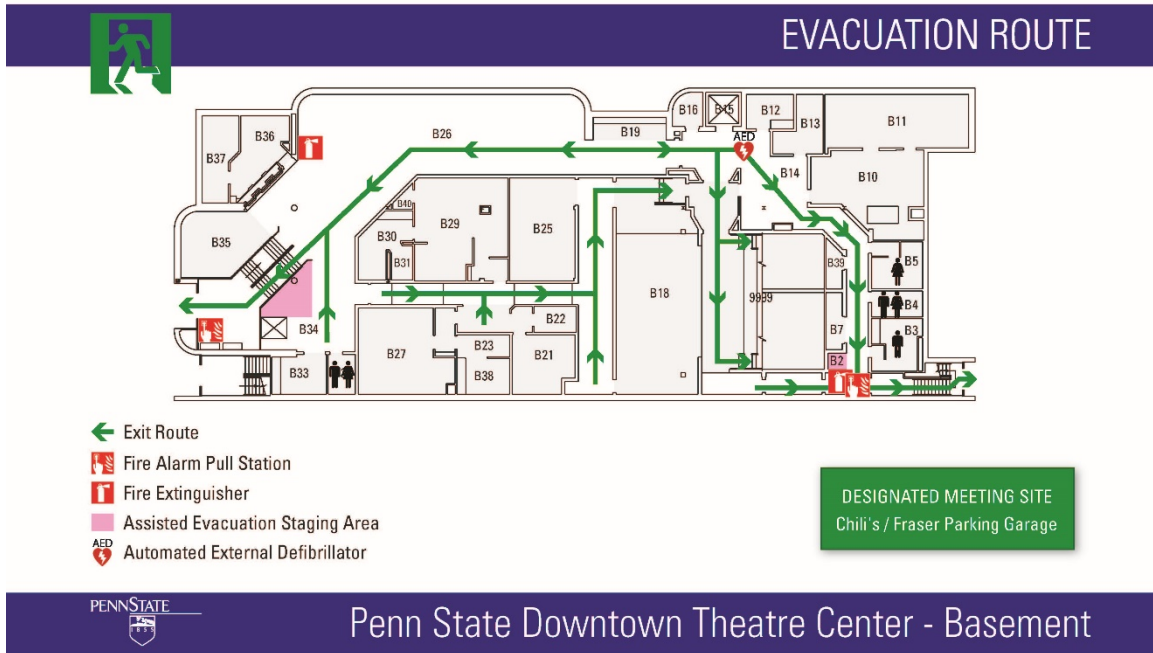 EVACUATION ROUTE
B16
B15
B12
B13
B36
B26
B19
B11
B37
AED
B14
B10
B40
B29
B25
B30
B35
B31
B39
B5
B18
9999
B4
B34
B22
B7
B3
B23
B27
B21
B2
B33
B38
Exit Route
Fire Alarm Pull Station
Fire Extinguisher
Assisted Evacuation Staging Area
AED
Automated External Defibrillator
DESIGNATED MEETING SITE
Chili's / Fraser Parking Garage
PENNSTATE
1855
Penn State Downtown Theatre Center - Basement